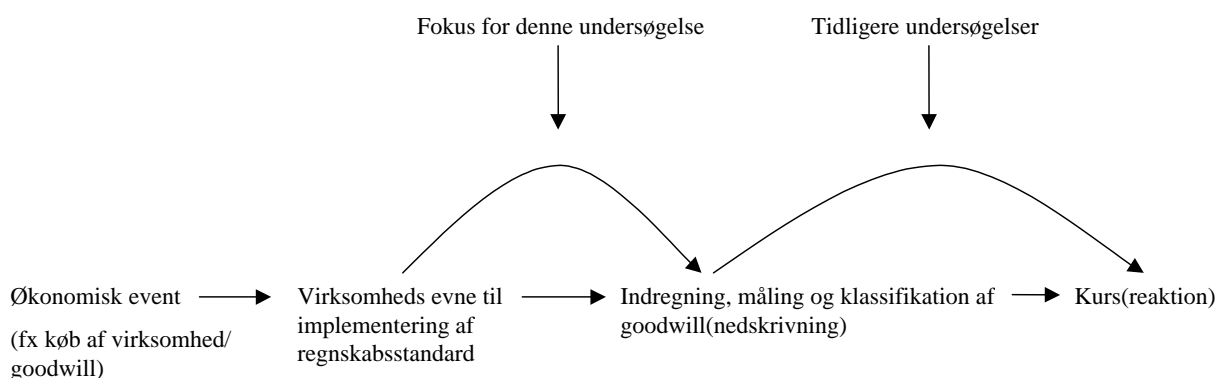 Fokus for denne undersøgelse
Tidligere undersøgelser
Økonomisk event
(fx køb af virksomhed/
goodwill)
Virksomheds evne til
implementering af
regnskabsstandard
Indregning, måling og klassifikation af
goodwill(nedskrivning)
Kurs(reaktion)